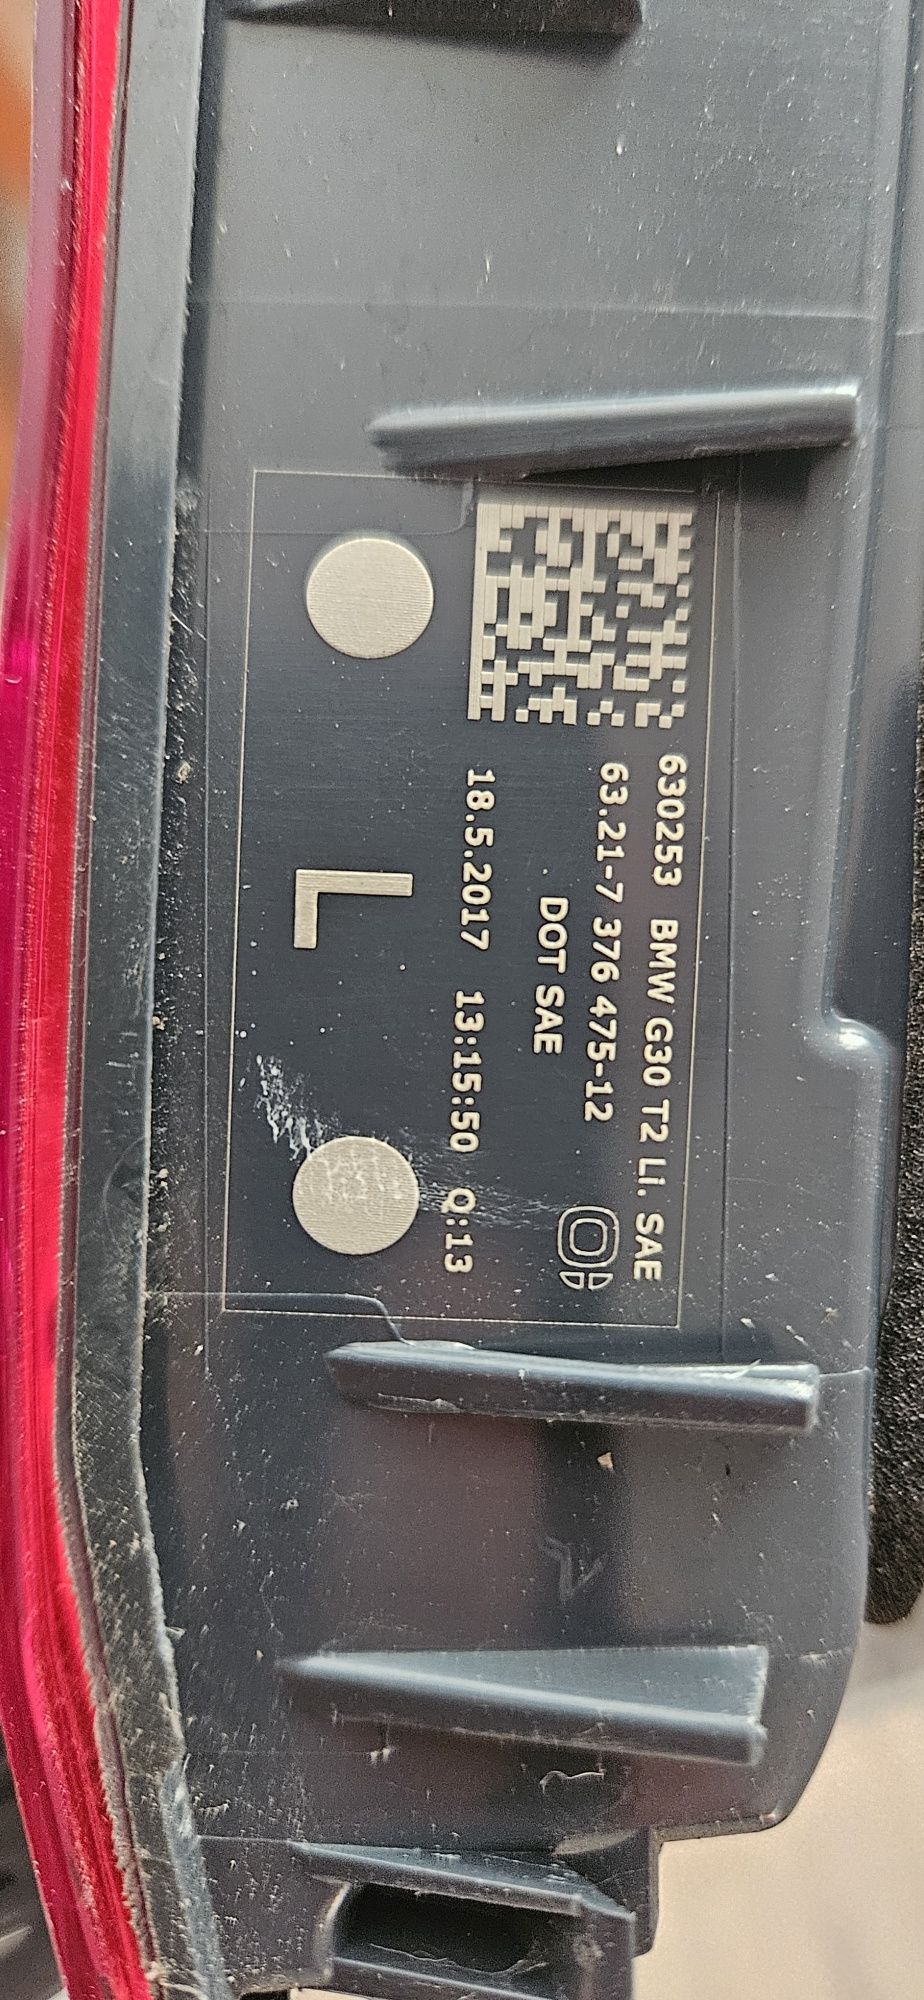 630253 BMW G30 T2 Li. SAE
63.21-7 376 475-12
DOT SAE
18.5.2017 13:15:50 Q:13
L